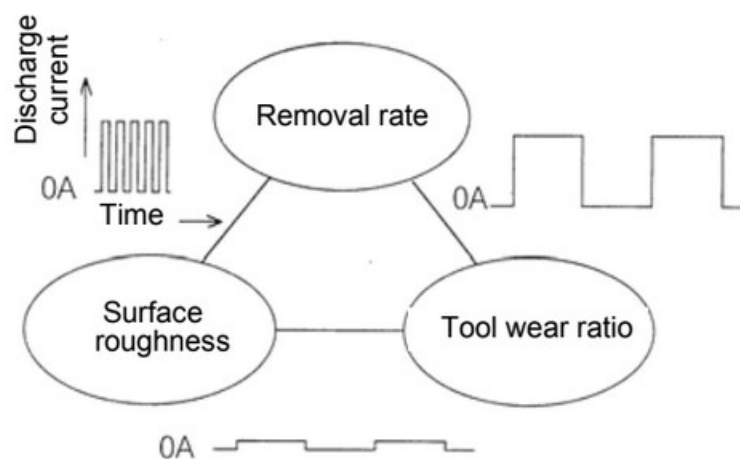 Discharge
current
0A
Time
Removal rate
0A
Surface
roughness
Tool wear ratio
0A